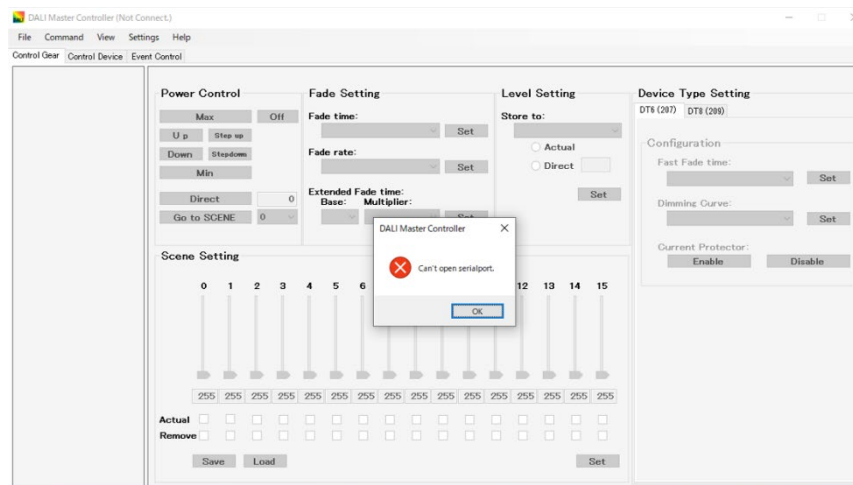 DALI Master Controller (Not Connect.)
File Command View Settings Help
Control Gear Control Device Event Control
Power Control
Max Off
U p Step up
Down Stepdown
Min
Direct 0
Go to SCENE 0
Fade Setting
Fade time:
Set
Fade rate:
Set
Extended Fade time:
Base: Multiplier:
Level Setting
Store to:
Actual
Direct
Set
Device Type Setting
DT6 (207) DT8 (209)
Configuration
Fast Fade time:
Set
Dimming Curve:
Set
Current Protector:
Enable Disable
DALI Master Controller
Can't open serialport.
OK
Scene Setting
0 1 2 3 4 5 6 12 13 14 15
255 255 255 255 255 255 255 255 255 255 255 255 255 255 255 255
Actual
Remove
Save Load Set